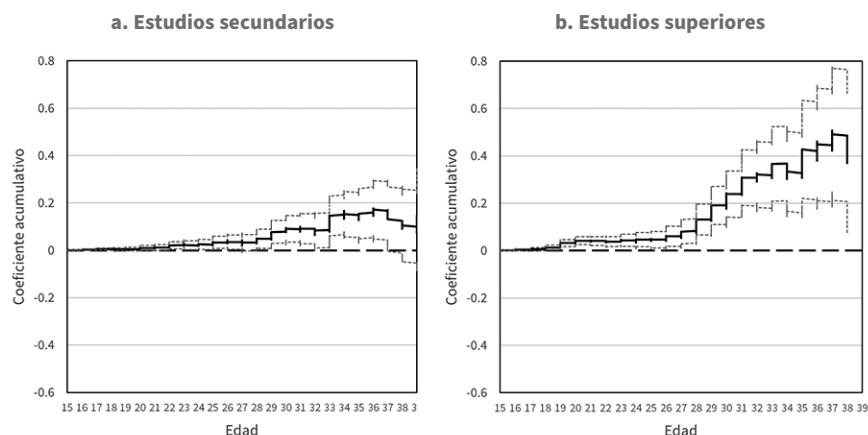 a. Estudios secundarios
b. Estudios superiores
0.8
0.6
0.4
0.2
0
-0.2
-0.4
-0.6
Coeficiente acumulativo
15 16 17 18 19 20 21 22 23 24 25 26 27 28 29 30 31 32 33 34 35 36 37 38 3
Edad
0.8
0.6
0.4
0.2
0
-0.2
-0.4
-0.6
Coeficiente acumulativo
15 16 17 18 19 20 21 22 23 24 25 26 27 28 29 30 31 32 33 34 35 36 37 38 39
Edad